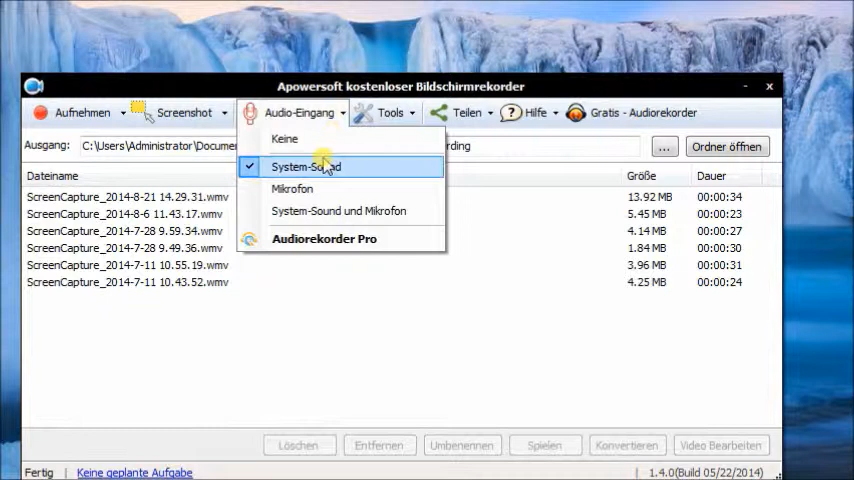 Apowersoft kostenloser Bildschirmrekorder
Aufnehmen Screenshot Audio-Eingang Tools Teilen Hilfe Gratis - Audiorekorder
Ausgang: C:\Users\Administrator\Docume rding ... Ordner öffnen
Keine
System-Sound
Mikrofon
System-Sound und Mikrofon
Audiorekorder Pro
Dateiname Größe Dauer
ScreenCapture_2014-8-21 14.29.31.wmv 13.92 MB 00:00:34
ScreenCapture_2014-8-6 11.43.17.wmv 5.45 MB 00:00:23
ScreenCapture_2014-7-28 9.59.34.wmv 4.14 MB 00:00:27
ScreenCapture_2014-7-28 9.49.36.wmv 1.84 MB 00:00:30
ScreenCapture_2014-7-11 10.55.19.wmv 3.96 MB 00:00:31
ScreenCapture_2014-7-11 10.43.52.wmv 4.25 MB 00:00:24
Löschen Entfernen Umbenennen Spielen Konvertieren Video Bearbeiten
Fertig Keine geplante Aufgabe 1.4.0(Build 05/22/2014)